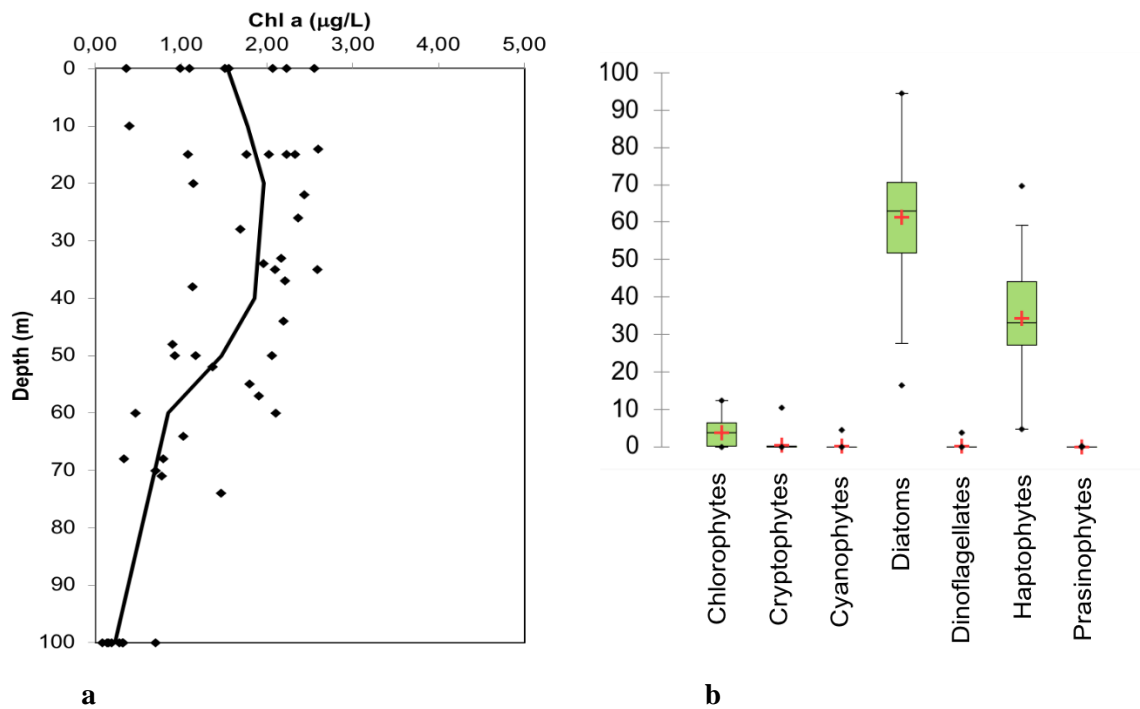 Chl a (µg/L)
0,00 1,00 2,00 3,00 4,00 5,00
Depth (m)
0
10
20
30
40
50
60
70
80
90
100
a
100
90
80
70
60
50
40
30
20
10
0
Chlorophytes
Cryptophytes
Cyanophytes
Diatoms
Dinoflagellates
Haptophytes
Prasinophytes
b